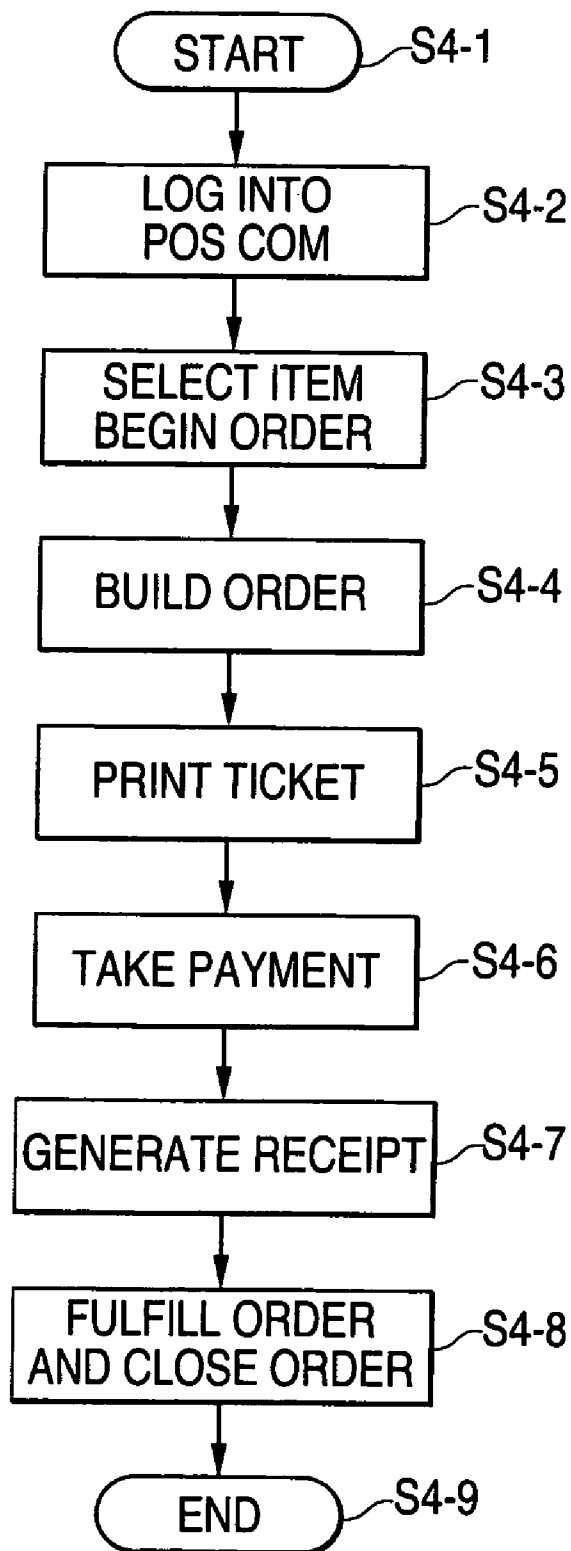 START
S4-1
LOG INTO
POS COM
S4-2
SELECT ITEM
BEGIN ORDER
S4-3
BUILD ORDER
S4-4
PRINT TICKET
S4-5
TAKE PAYMENT
S4-6
GENERATE RECEIPT
S4-7
FULFILL ORDER
AND CLOSE ORDER
S4-8
END
S4-9